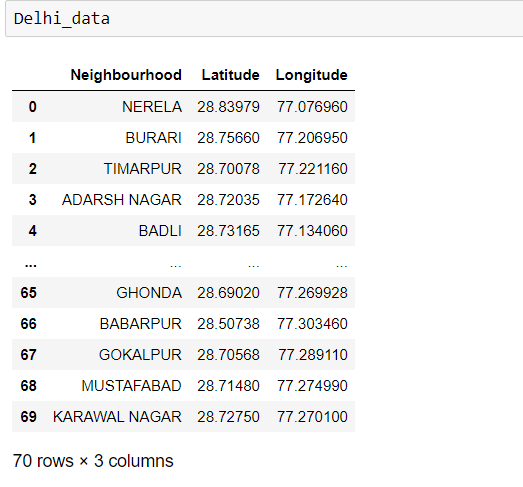 Delhi_data
Neighbourhood Latitude Longitude
0 NERELA 28.83979 77.076960
1 BURARI 28.75660 77.206950
2 TIMARPUR 28.70078 77.221160
3 ADARSH NAGAR 28.72035 77.172640
4 BADLI 28.73165 77.134060
... ... ... ...
65 GHONDA 28.69020 77.269928
66 BABARPUR 28.50738 77.303460
67 GOKALPUR 28.70568 77.289110
68 MUSTAFABAD 28.71480 77.274990
69 KARAWAL NAGAR 28.72750 77.270100
70 rows × 3 columns